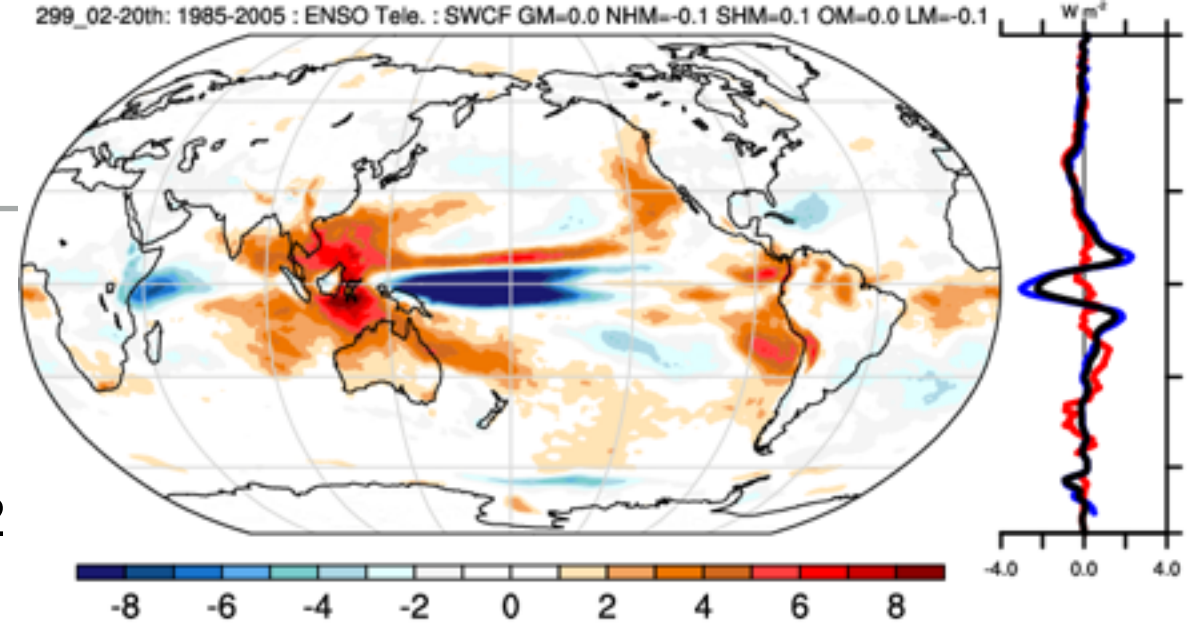 299_02-20th: 1985-2005 : ENSO Tele. : SWCF GM=0.0 NHM=-0.1 SHM=0.1 OM=0.0 LM=-0.1
W m-2
2
-4.0 0.0 4.0
-8 -6 -4 -2 0 2 4 6 8